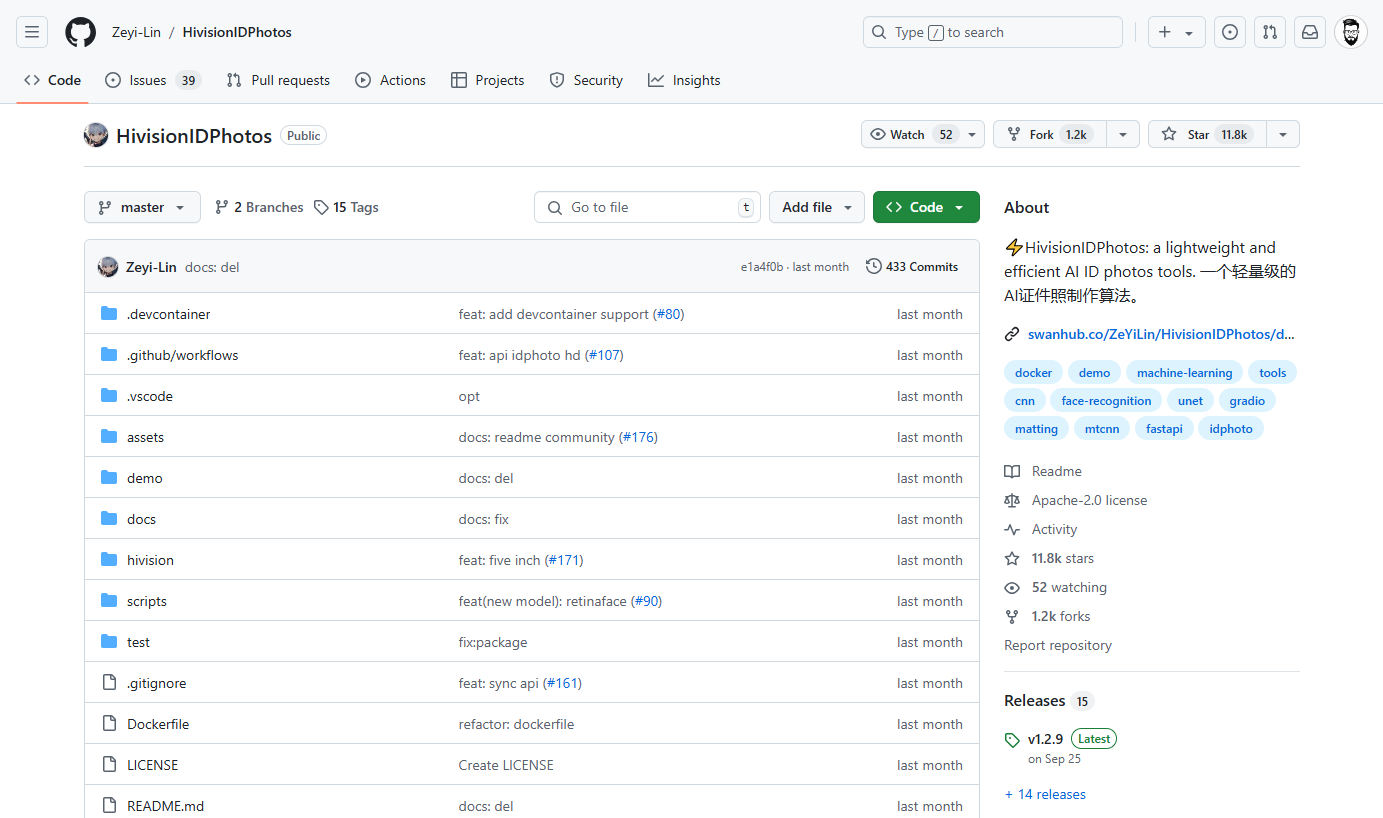 Zeyi-Lin / HivisionIDPhotos
Type / to search
Code
Issues 39
Pull requests
Actions
Projects
Security
Insights
HivisionIDPhotos Public
Watch 52
Fork 1.2k
Star 11.8k
master
2 Branches
15 Tags
Go to file t
Add file
Code
Zeyi-Lin docs: del e1a4f0b · last month 433 Commits
.devcontainer feat: add devcontainer support (#80) last month
.github/workflows feat: api idphoto hd (#107) last month
.vscode opt last month
assets docs: readme community (#176) last month
demo docs: del last month
docs docs: fix last month
hivision feat: five inch (#171) last month
scripts feat(new model): retinaface (#90) last month
test fix:package last month
.gitignore feat: sync api (#161) last month
Dockerfile refactor: dockerfile last month
LICENSE Create LICENSE last month
README.md docs: del last month
About
⚡HivisionIDPhotos: a lightweight and
efficient AI ID photos tools. 一个轻量级的
AI证件照制作算法。
swanhub.co/ZeYiLin/HivisionIDPhotos/d...
docker demo machine-learning tools
cnn face-recognition unet gradio
matting mtcnn fastapi idphoto
Readme
Apache-2.0 license
Activity
11.8k stars
52 watching
1.2k forks
Report repository
Releases 15
v1.2.9 Latest
on Sep 25
+ 14 releases